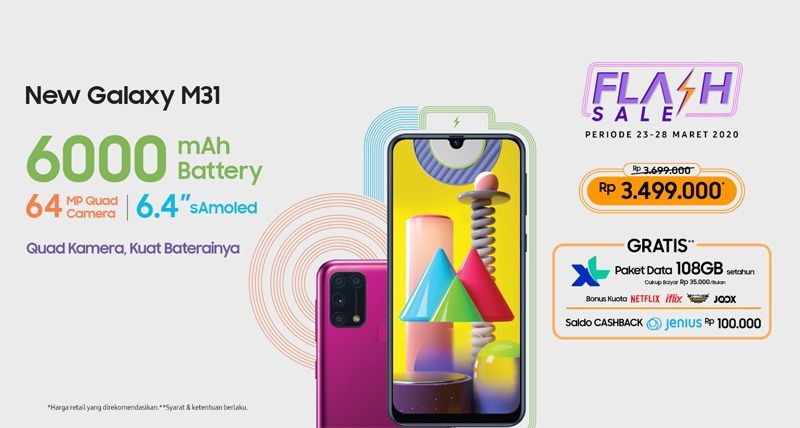 New Galaxy M31
6000 mAh Battery
64 MP Quad Camera | 6.4" sAmoled
Quad Kamera, Kuat Baterainya
FLASH
SALE
PERIODE 23-28 MARET 2020
Rp 3.699.000
Rp 3.499.000*
GRATIS**
XL Paket Data 108GB setahun
Cukup Bayar Rp 35.000/Bulan
Bonus Kuota NETFLIX iflix JOOX
Saldo CASHBACK jenius Rp 100.000
*Harga retail yang direkomendasikan.**Syarat & ketentuan berlaku.